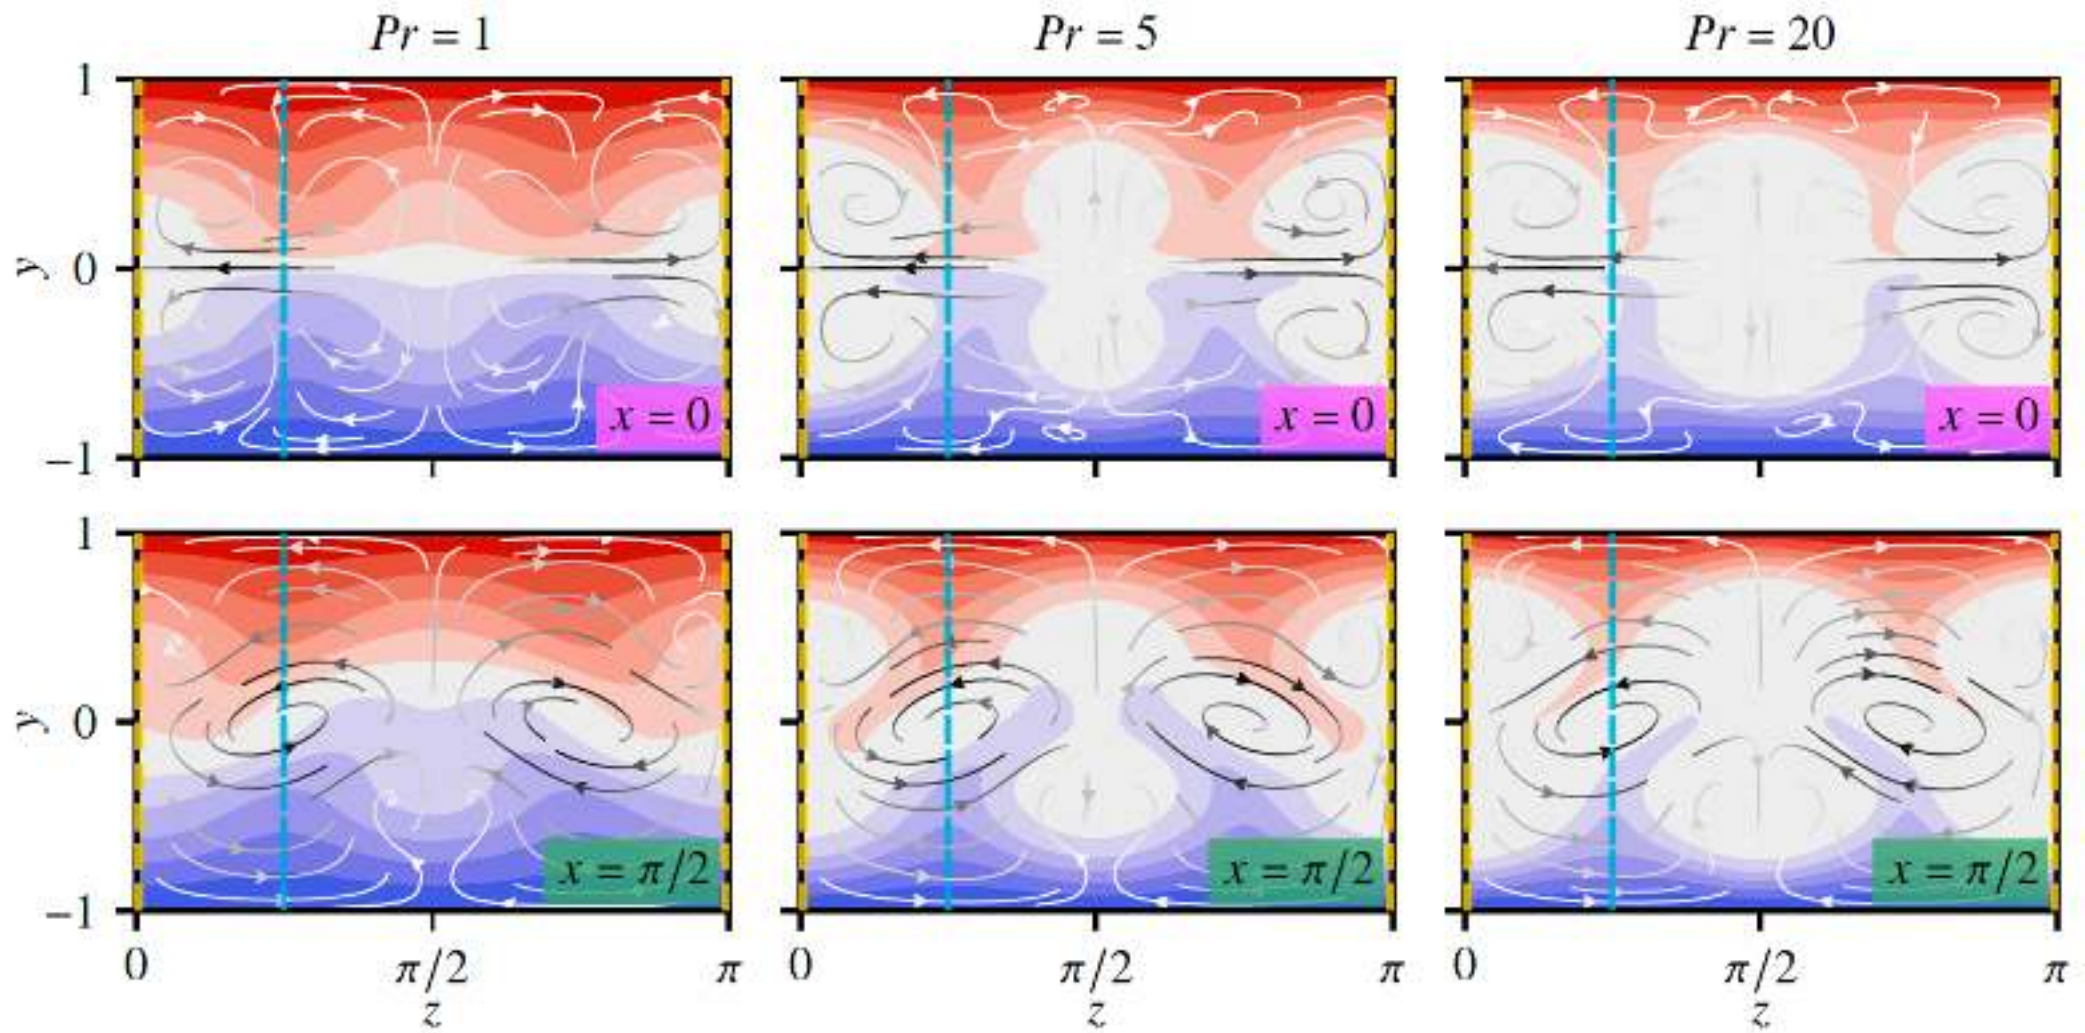 Pr = 1 Pr = 5 Pr = 20
1
y 0
−1
x = 0 x = 0 x = 0
1
y 0
−1
x = π/2 x = π/2 x = π/2
0 π/2 π 0 π/2 π 0 π/2 π
z z z